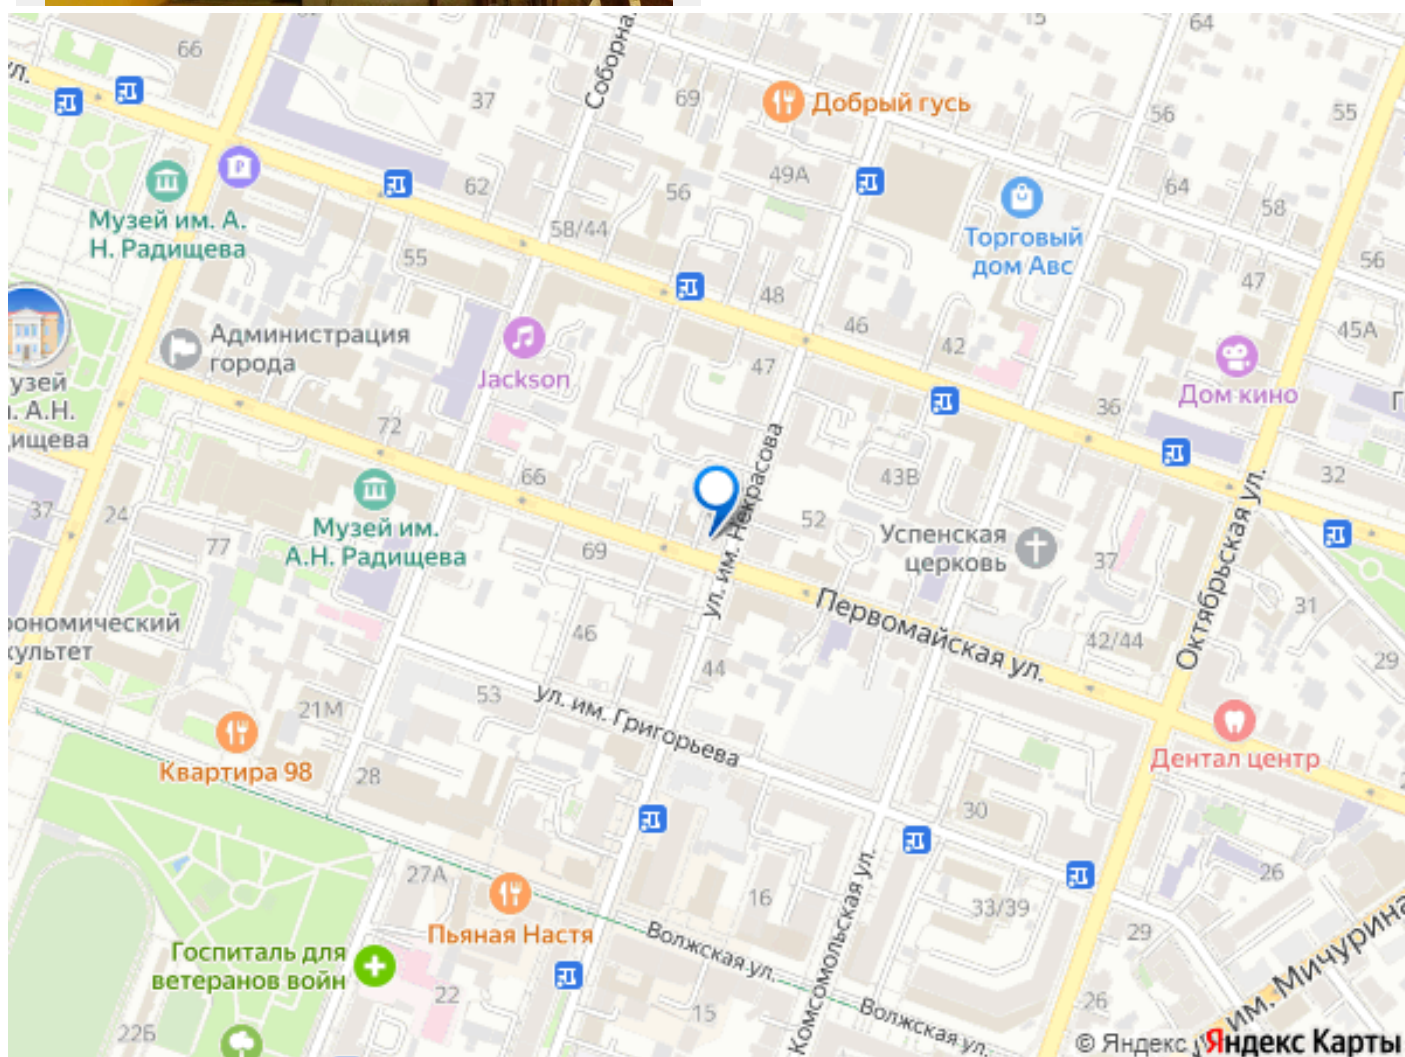 64
15
66
ул.
Соборна
37
69
Добрый гусь
56
55
49А
62
56
64
58
Музей им. А.
Н. Радищева
58/44
Торговый
дом Авс
55
56
47
48
46
45А
Администрация
города
42
47
Jackson
Дом кино
узей
А.Н.
дищева
36
Г
72
ул. им. Некрасова
66
43В
32
37
24
Музей им.
А.Н. Радищева
77
69
52
Успенская
церковь
37
Октябрьская ул.
31
Первомайская ул.
рономический
культет
46
42/44
29
44
53
ул. им. Григорьева
21М
Квартира 98
28
Дентал центр
30
27А
26
16
33/39
Пьяная Настя
Волжская ул.
29
Госпиталь для
ветеранов войн
Комсомольская ул.
22
26
15
Волжская ул.
22Б
им. Мичурина
© Яндекс
Яндекс Карты